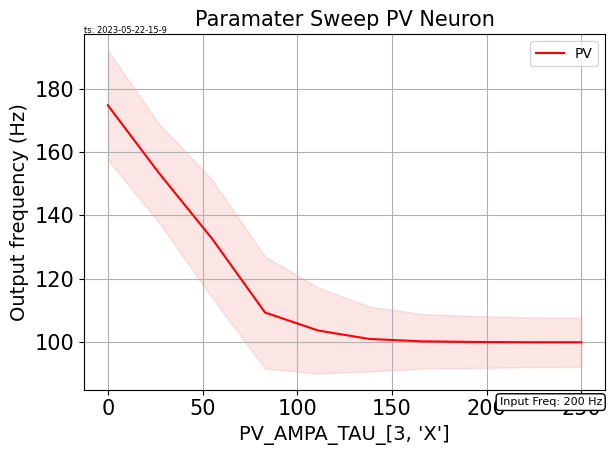 Paramater Sweep PV Neuron
ts: 2023-05-22-15-9
PV
Output frequency (Hz)
180
160
140
120
100
0 50 100 150 200 250
Input Freq: 200 Hz
PV_AMPA_TAU_[3, 'X']